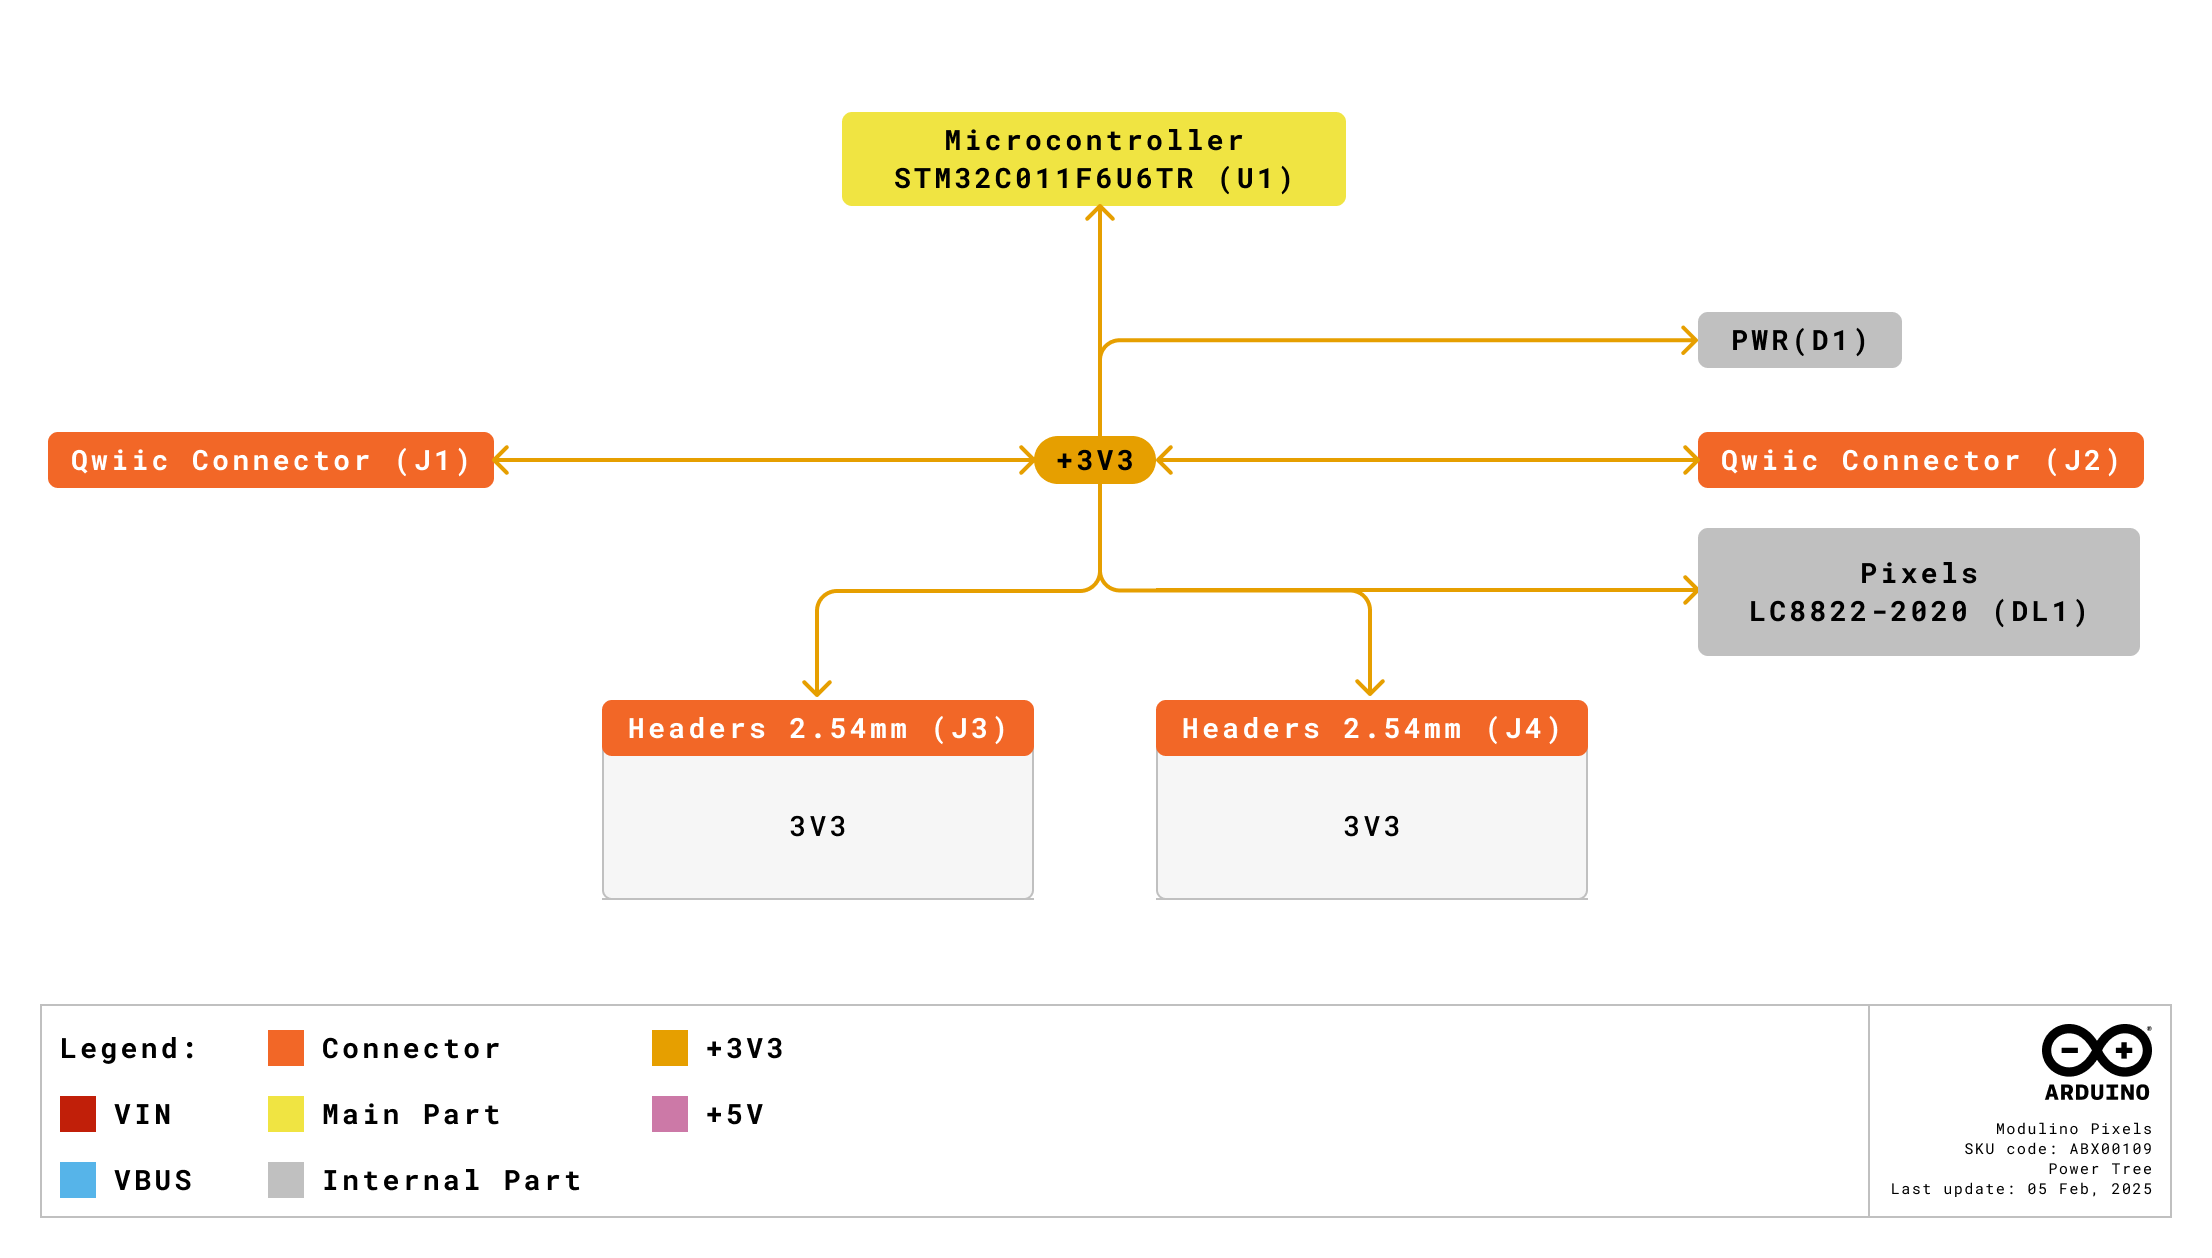 Microcontroller
STM32C011F6U6TR (U1)
PWR(D1)
Qwiic Connector (J1)
+3V3
Qwiic Connector (J2)
Pixels
LC8822-2020 (DL1)
Headers 2.54mm (J3)
Headers 2.54mm (J4)
3V3
3V3
Legend:
Connector
+3V3
VIN
Main Part
+5V
VBUS
Internal Part
ARDUINO
Modulino Pixels
SKU code: ABX00109
Power Tree
Last update: 05 Feb, 2025